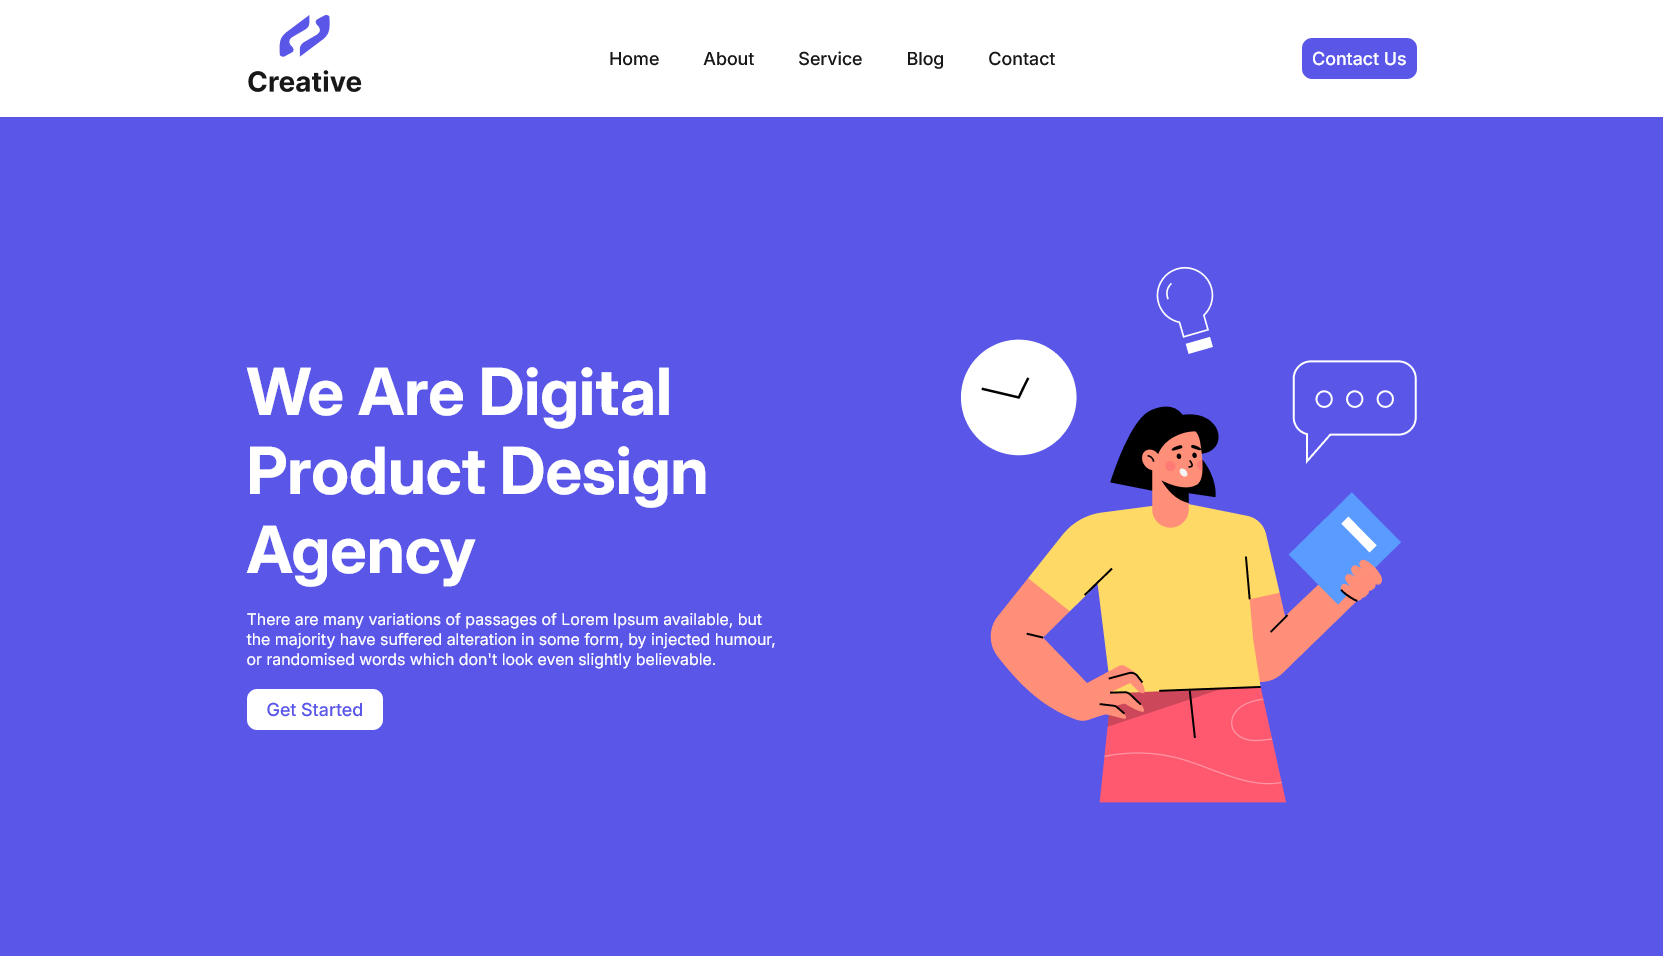 Creative
Home
About
Service
Blog
Contact
Contact Us
We Are Digital
Product Design
Agency
There are many variations of passages of Lorem Ipsum available, but
the majority have suffered alteration in some form, by injected humour,
or randomised words which don't look even slightly believable.
Get Started